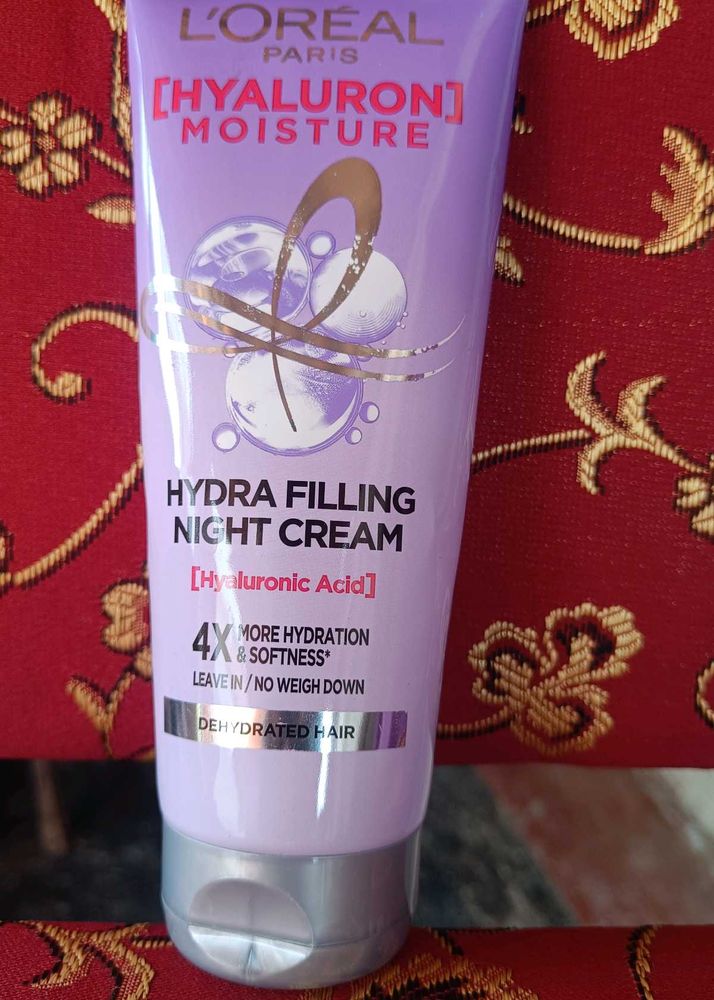 L'ORÉAL
PARIS
[HYALURON]
MOISTURE
HYDRA FILLING
NIGHT CREAM
[Hyaluronic Acid]
4X MORE HYDRATION
& SOFTNESS*
LEAVE IN / NO WEIGH DOWN
DEHYDRATED HAIR